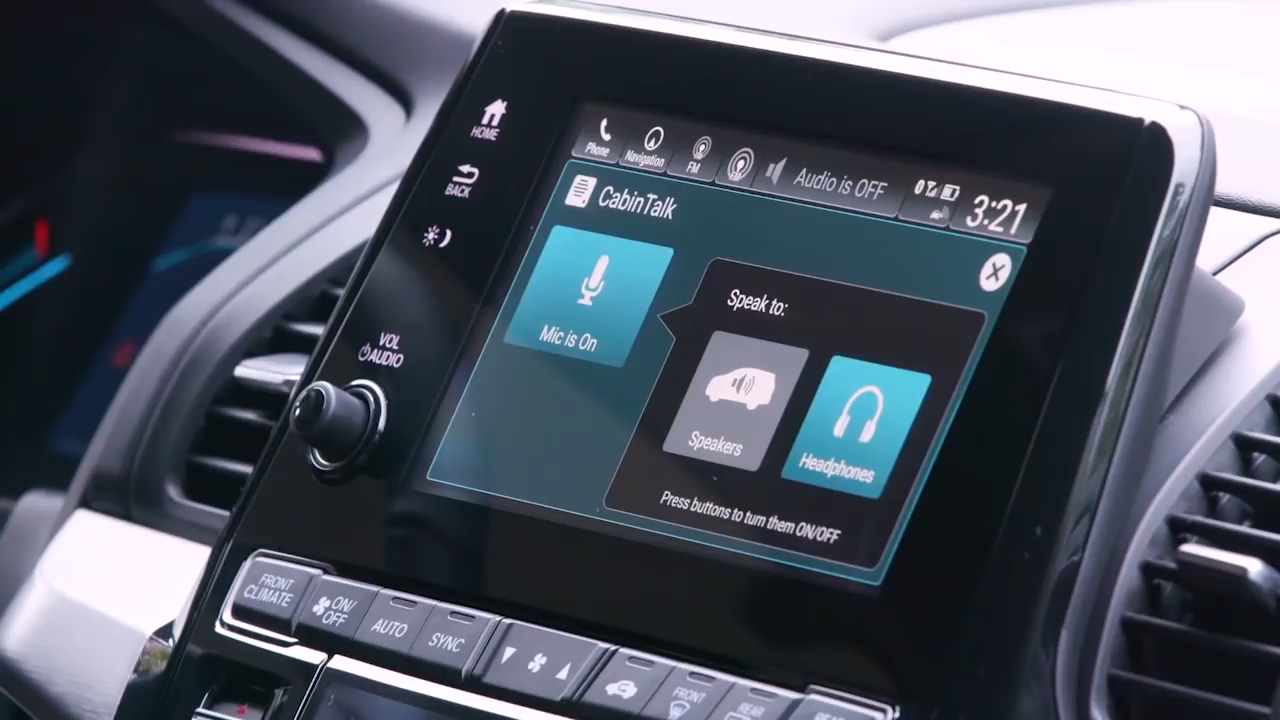 HOME
BACK
VOL
AUDIO
Phone
Navigation
FM
Audio is OFF
3:21
CabinTalk
Mic is On
Speak to:
Speakers
Headphones
Press buttons to turn them ON/OFF
FRONT
CLIMATE
ON/
OFF
AUTO
SYNC
FRONT
REAR
REAR